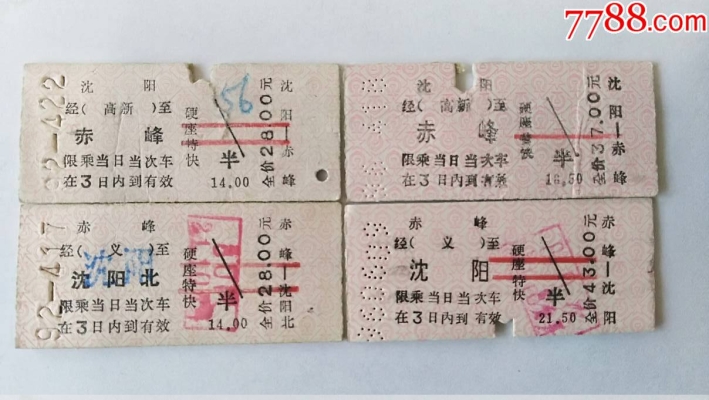 7788.com
92-422
沈 阳
经( 高新 )至
赤 峰
限乘当日当次车
在3日内到有效
硬座特快
56
半
14.00
全价28.00元
沈阳—赤峰
沈 阳
经( 高新 )至
赤 峰
限乘当日当次车
在3日内到有效
硬座
快
半
18.50
全价37.00元
沈阳—赤峰
92-417
赤 峰
经( 义 )至
沈阳北
限乘当日当次车
在3日内到有效
硬座特快
半
14.00
全价28.00元
赤峰—沈阳北
赤 峰
经( 义 )至
沈 阳
限乘当日当次车
在3日内到有效
硬座特快
半
21.50
全价43.00元
赤峰—沈阳